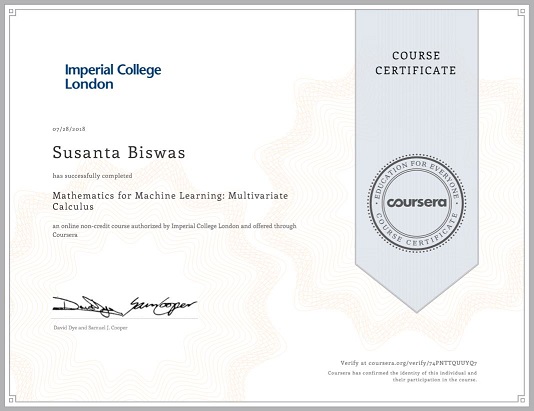 Imperial College
London
COURSE
CERTIFICATE
07/28/2018
Susanta Biswas
has successfully completed
Mathematics for Machine Learning: Multivariate
Calculus
an online non-credit course authorized by Imperial College London and offered through
Coursera
EDUCATION FOR EVERYONE
coursera
COURSE CERTIFICATE
David Dye and Samuel J. Cooper
Verify at coursera.org/verify/74FNTTQUUYQ7
Coursera has confirmed the identity of this individual and
their participation in the course.